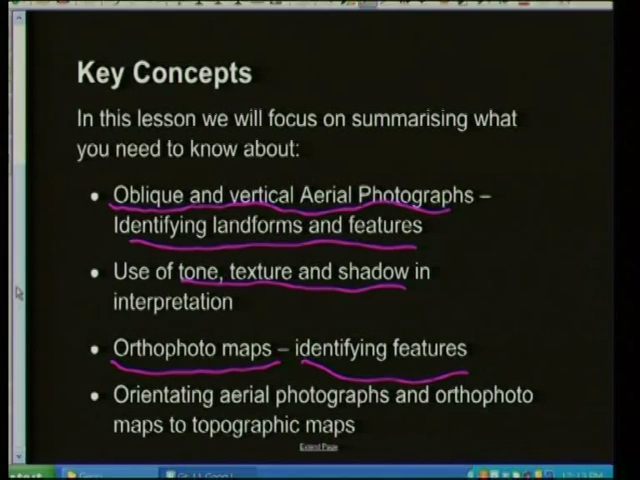 Key Concepts
In this lesson we will focus on summarising what
you need to know about:
• Oblique and vertical Aerial Photographs –
Identifying landforms and features
• Use of tone, texture and shadow in
interpretation
• Orthophoto maps – identifying features
• Orientating aerial photographs and orthophoto
maps to topographic maps
Extend Page